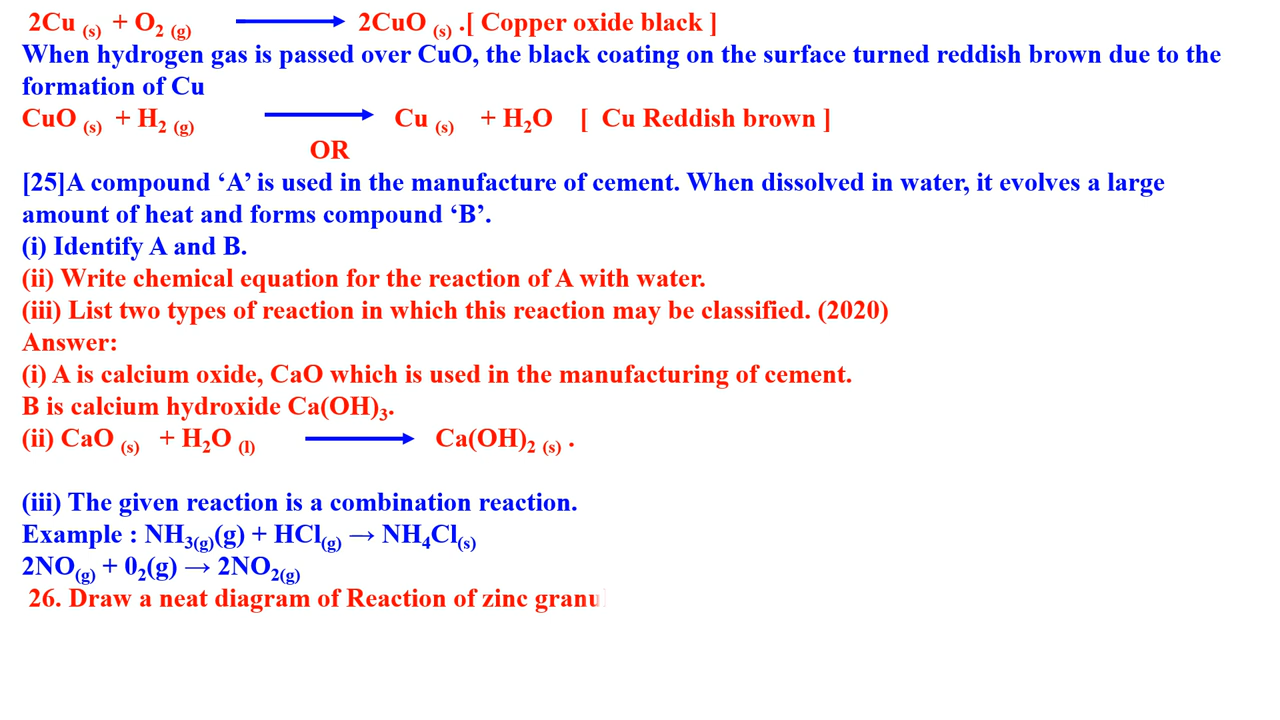 2Cu (s) + O2 (g) ⟶ 2CuO (s) .[ Copper oxide black ]
When hydrogen gas is passed over CuO, the black coating on the surface turned reddish brown due to the
formation of Cu
CuO (s) + H2 (g) ⟶ Cu (s) + H2O [ Cu Reddish brown ]
OR
[25]A compound ‘A’ is used in the manufacture of cement. When dissolved in water, it evolves a large
amount of heat and forms compound ‘B’.
(i) Identify A and B.
(ii) Write chemical equation for the reaction of A with water.
(iii) List two types of reaction in which this reaction may be classified. (2020)
Answer:
(i) A is calcium oxide, CaO which is used in the manufacturing of cement.
B is calcium hydroxide Ca(OH)3.
(ii) CaO (s) + H2O (l) ⟶ Ca(OH)2 (s) .
(iii) The given reaction is a combination reaction.
Example : NH3(g)(g) + HCl(g) → NH4Cl(s)
2NO(g) + 02(g) → 2NO2(g)
26. Draw a neat diagram of Reaction of zinc granu